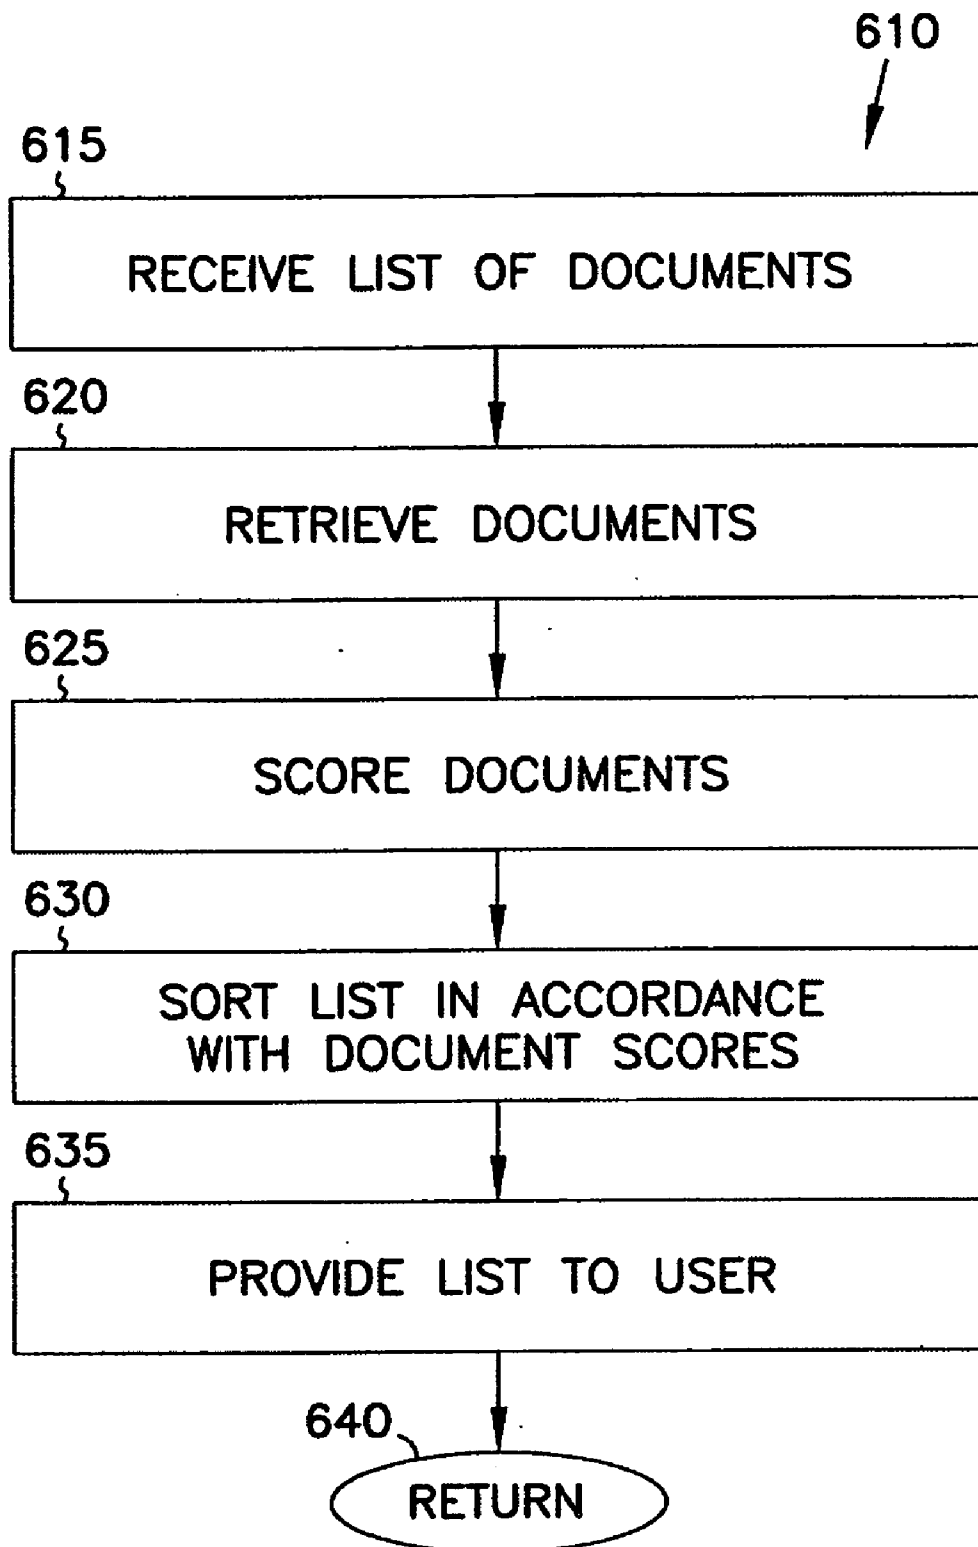 610
615
RECEIVE LIST OF DOCUMENTS
620
RETRIEVE DOCUMENTS
625
SCORE DOCUMENTS
630
SORT LIST IN ACCORDANCE
WITH DOCUMENT SCORES
635
PROVIDE LIST TO USER
640
RETURN